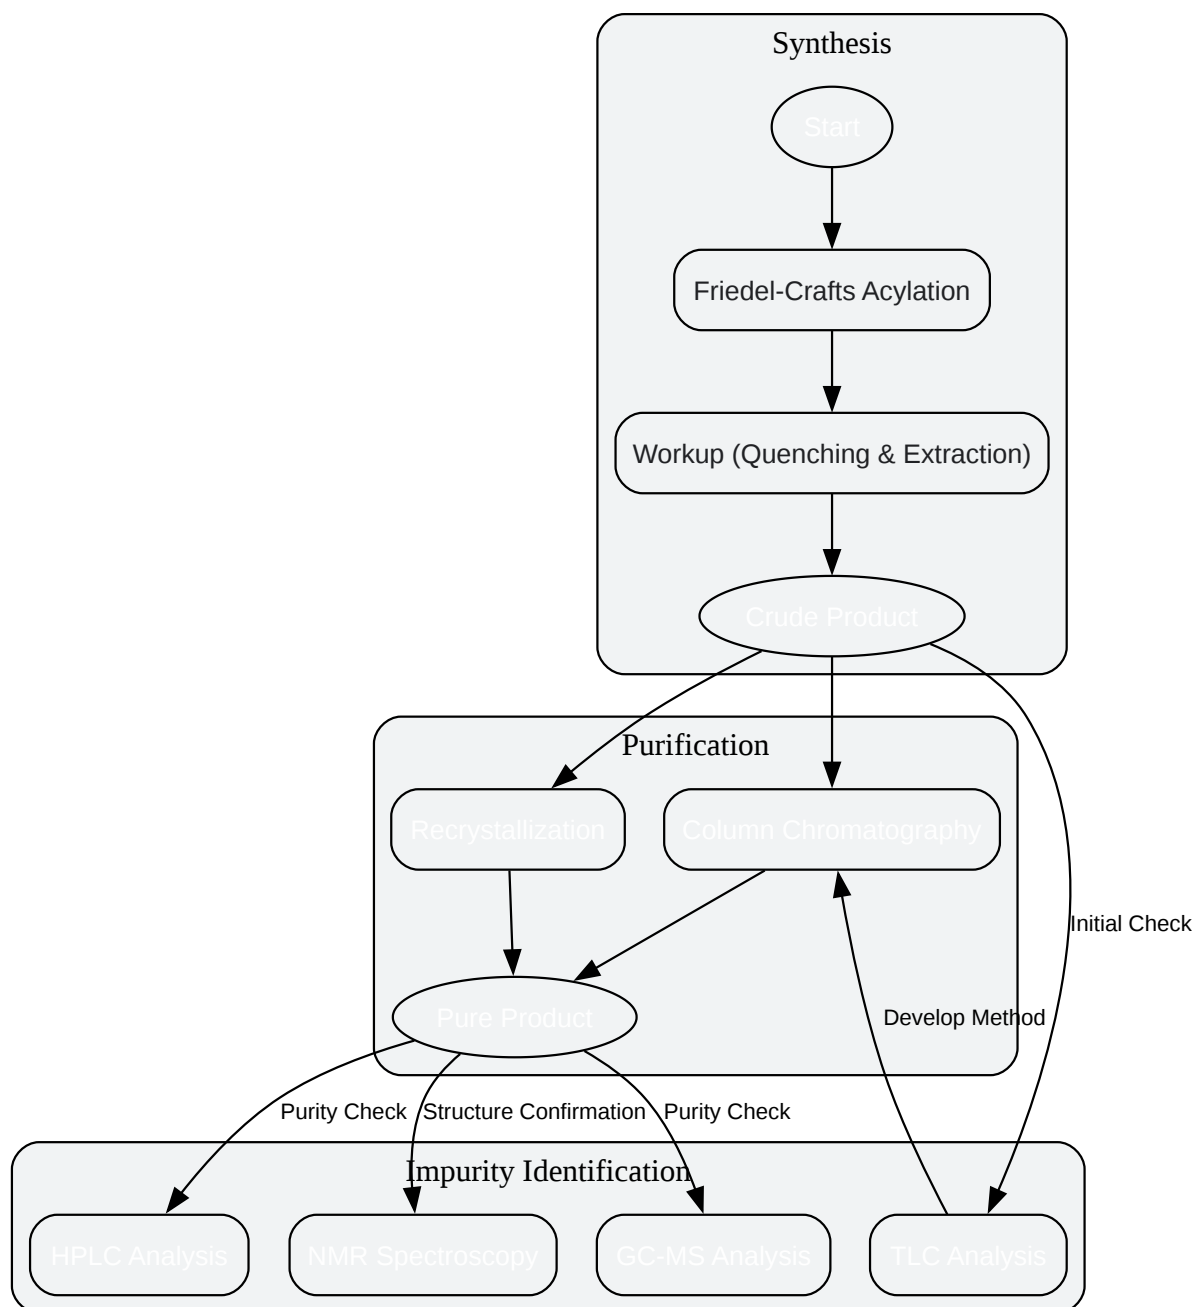 Synthesis
Start
Friedel-Crafts Acylation
Workup (Quenching & Extraction)
Crude Product
Purification
Recrystallization
Column Chromatography
Initial Check
Pure Product
Develop Method
Purity Check
Structure Confirmation
Purity Check
Impurity Identification
HPLC Analysis
NMR Spectroscopy
GC-MS Analysis
TLC Analysis